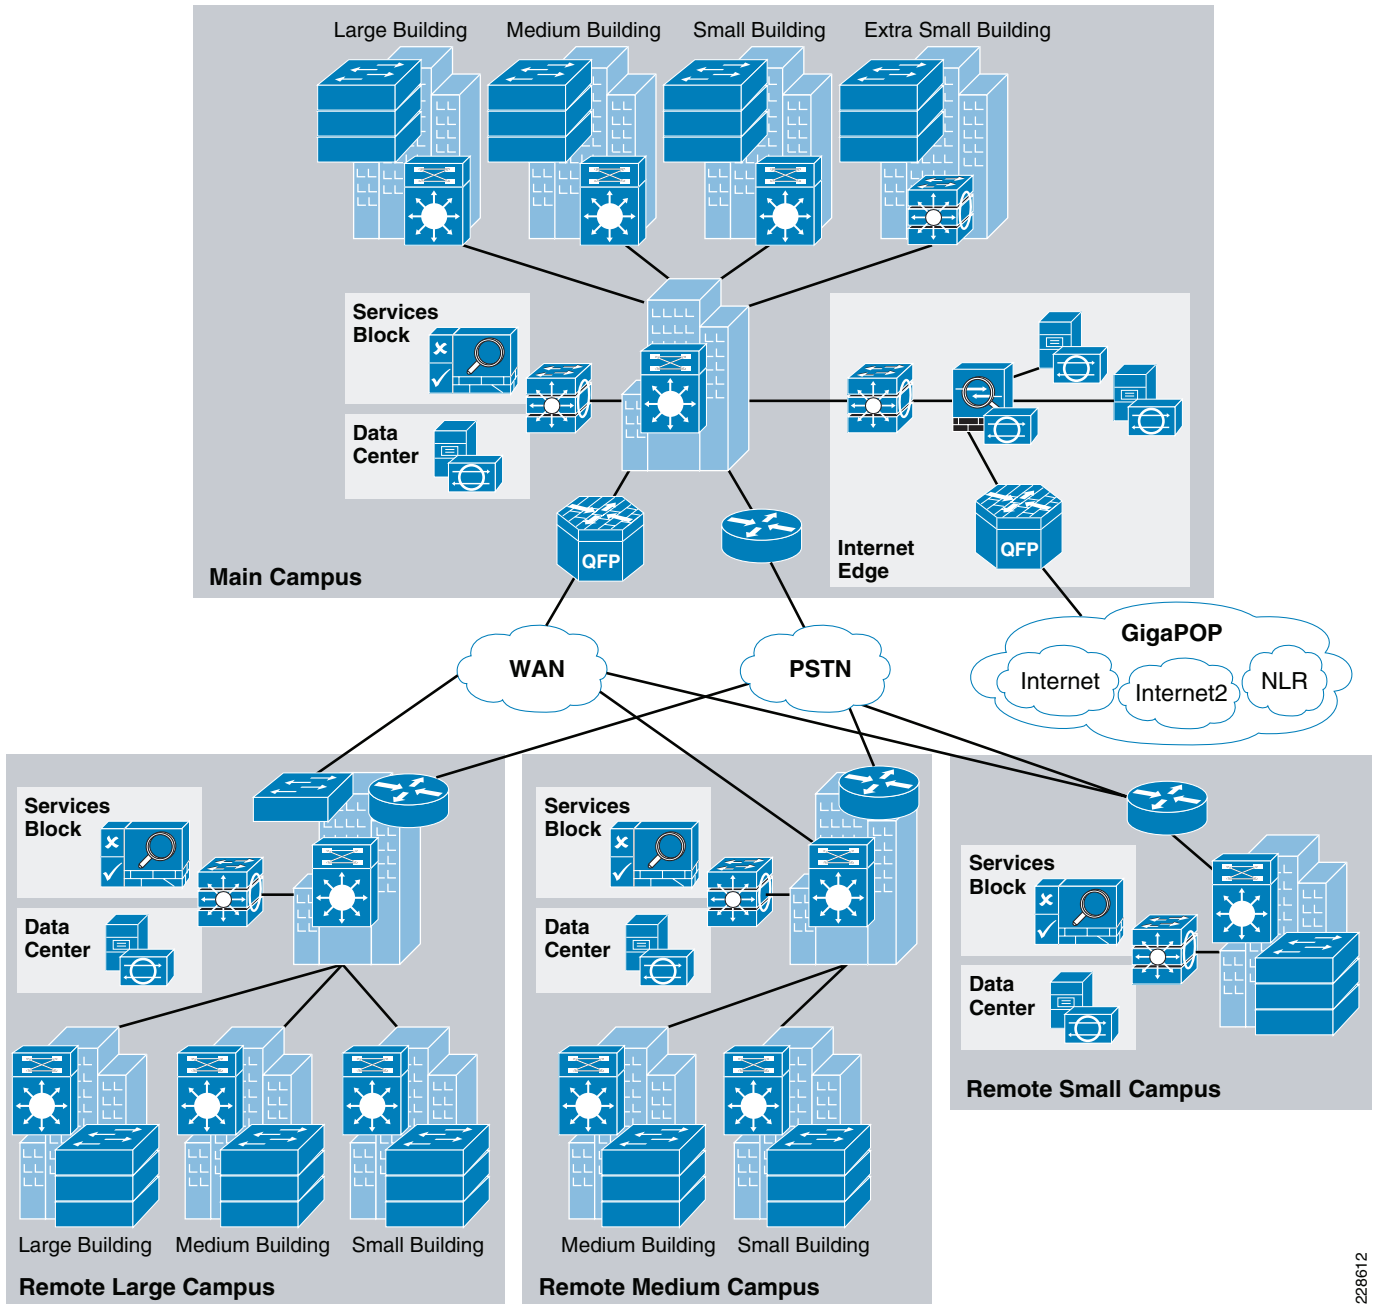 Large Building
Medium Building
Small Building
Extra Small Building
Services
Block
Data
Center
QFP
QFP
Internet
Edge
Main Campus
WAN
PSTN
GigaPOP
Internet
Internet2
NLR
Services
Block
Data
Center
Large Building
Medium Building
Small Building
Remote Large Campus
Services
Block
Data
Center
Medium Building
Small Building
Remote Medium Campus
Services
Block
Data
Center
Remote Small Campus
228612